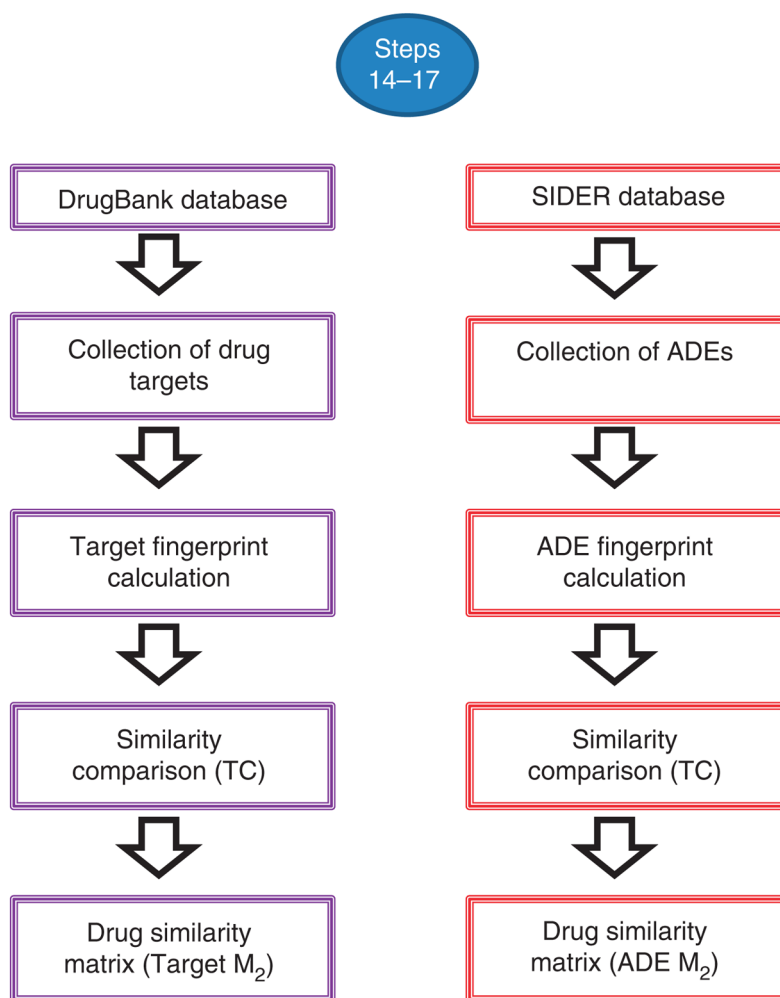 Steps
14–17
DrugBank database
Collection of drug
targets
Target fingerprint
calculation
Similarity
comparison (TC)
Drug similarity
matrix (Target M₂)
SIDER database
Collection of ADEs
ADE fingerprint
calculation
Similarity
comparison (TC)
Drug similarity
matrix (ADE M₂)